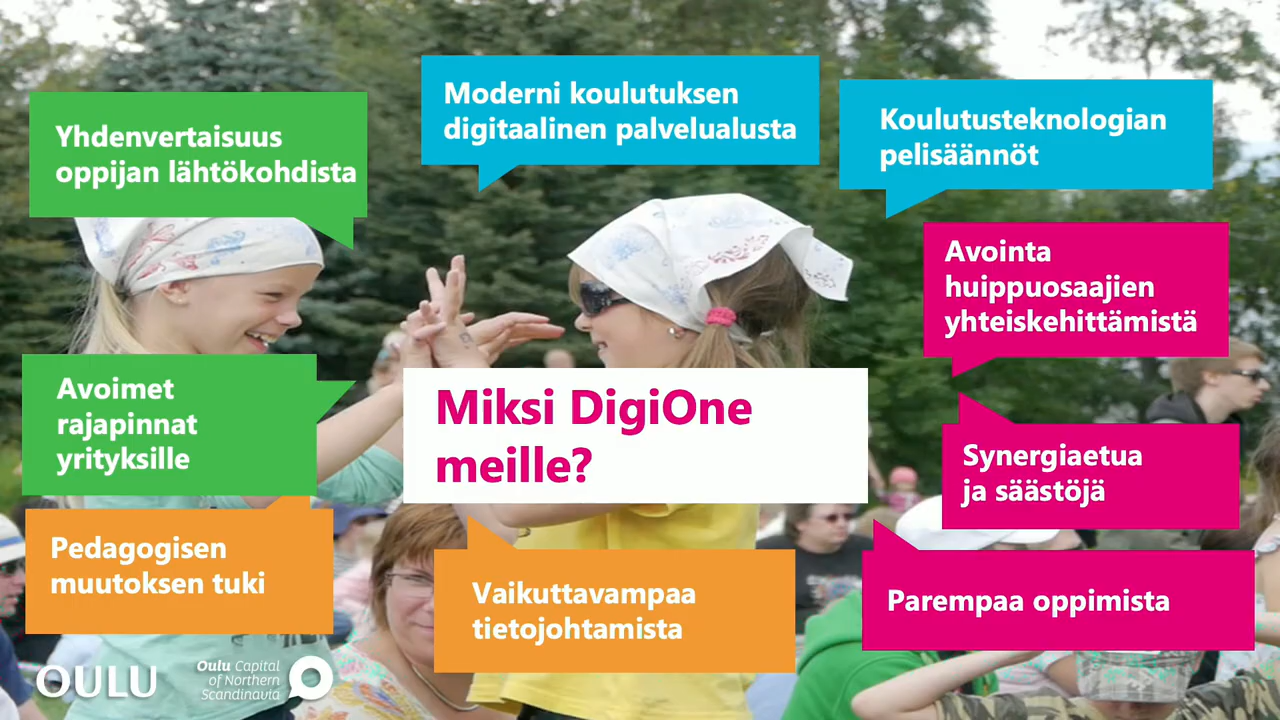 Moderni koulutuksen
digitaalinen palvelualusta
Koulutusteknologian
pelisäännöt
Yhdenvertaisuus
oppijan lähtökohdista
Avointa
huippuosaajien
yhteiskehittämistä
Avoimet
rajapinnat
yrityksille
Miksi DigiOne
meille?
Synergiaetua
ja säästöjä
Pedagogisen
muutoksen tuki
Vaikuttavampaa
tietojohtamista
Parempaa oppimista
OULU
Oulu Capital
of Northern
Scandinavia